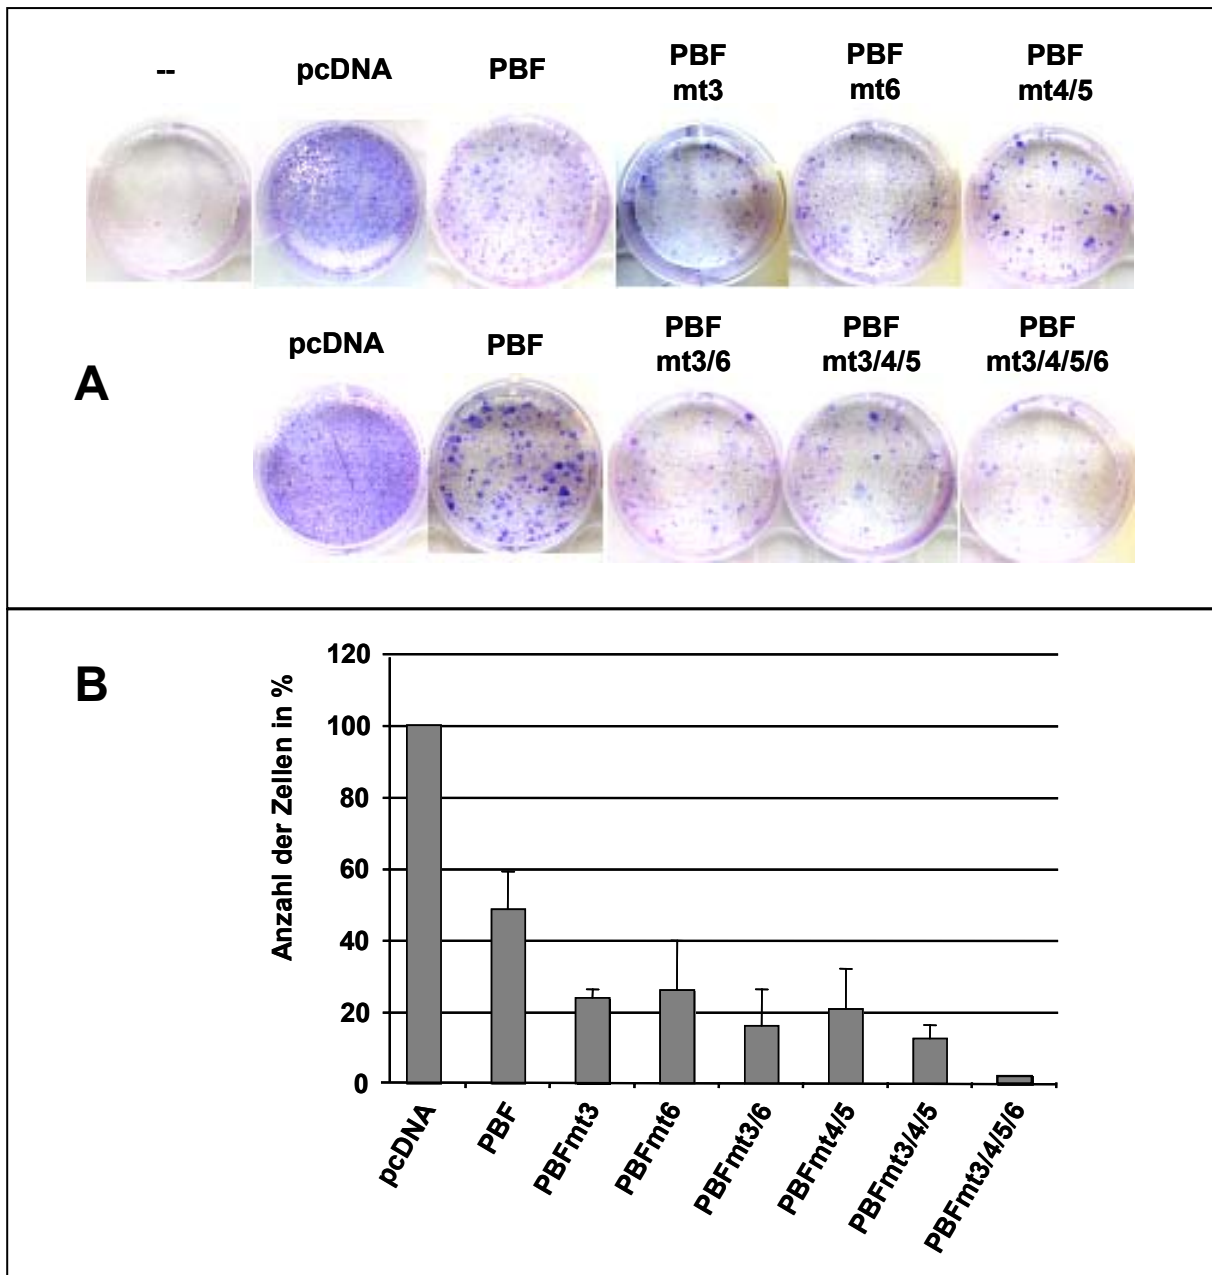 --
pcDNA
PBF
PBF
mt3
PBF
mt6
PBF
mt4/5
A
pcDNA
PBF
PBF
mt3/6
PBF
mt3/4/5
PBF
mt3/4/5/6
B
Anzahl der Zellen in %
120
100
80
60
40
20
0
pcDNA
PBF
PBFmt3
PBFmt6
PBFmt3/6
PBFmt4/5
PBFmt3/4/5
PBFmt3/4/5/6